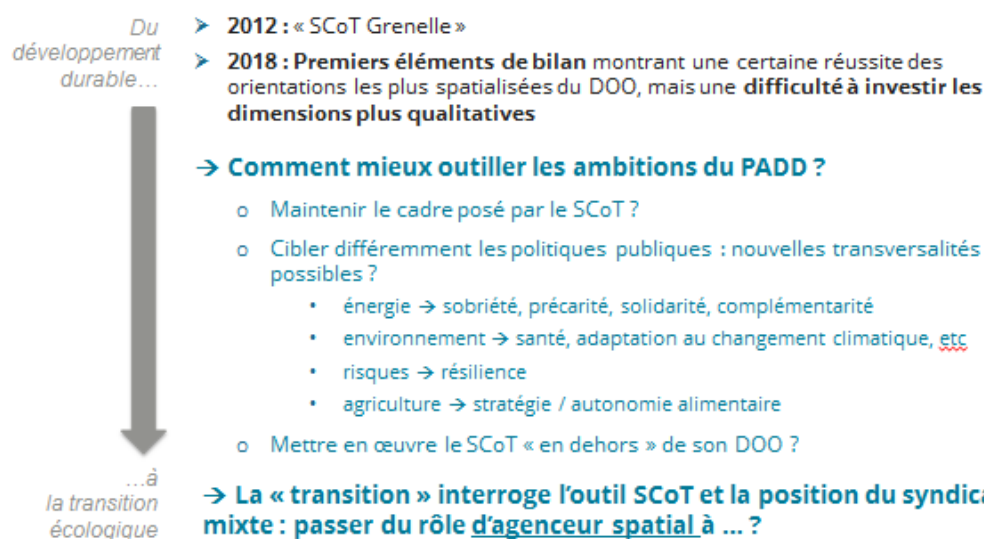 Du
développement
durable…
➢ 2012 : « SCoT Grenelle »
➢ 2018 : Premiers éléments de bilan montrant une certaine réussite des
orientations les plus spatialisées du DOO, mais une difficulté à investir les
dimensions plus qualitatives
→ Comment mieux outiller les ambitions du PADD ?
o Maintenir le cadre posé par le SCoT ?
o Cibler différemment les politiques publiques : nouvelles transversalités
possibles ?
• énergie → sobriété, précarité, solidarité, complémentarité
• environnement → santé, adaptation au changement climatique, etc
• risques → résilience
• agriculture → stratégie / autonomie alimentaire
o Mettre en œuvre le SCoT « en dehors » de son DOO ?
…à
la transition
écologique
→ La « transition » interroge l’outil SCoT et la position du syndica
mixte : passer du rôle d’agenceur spatial à … ?